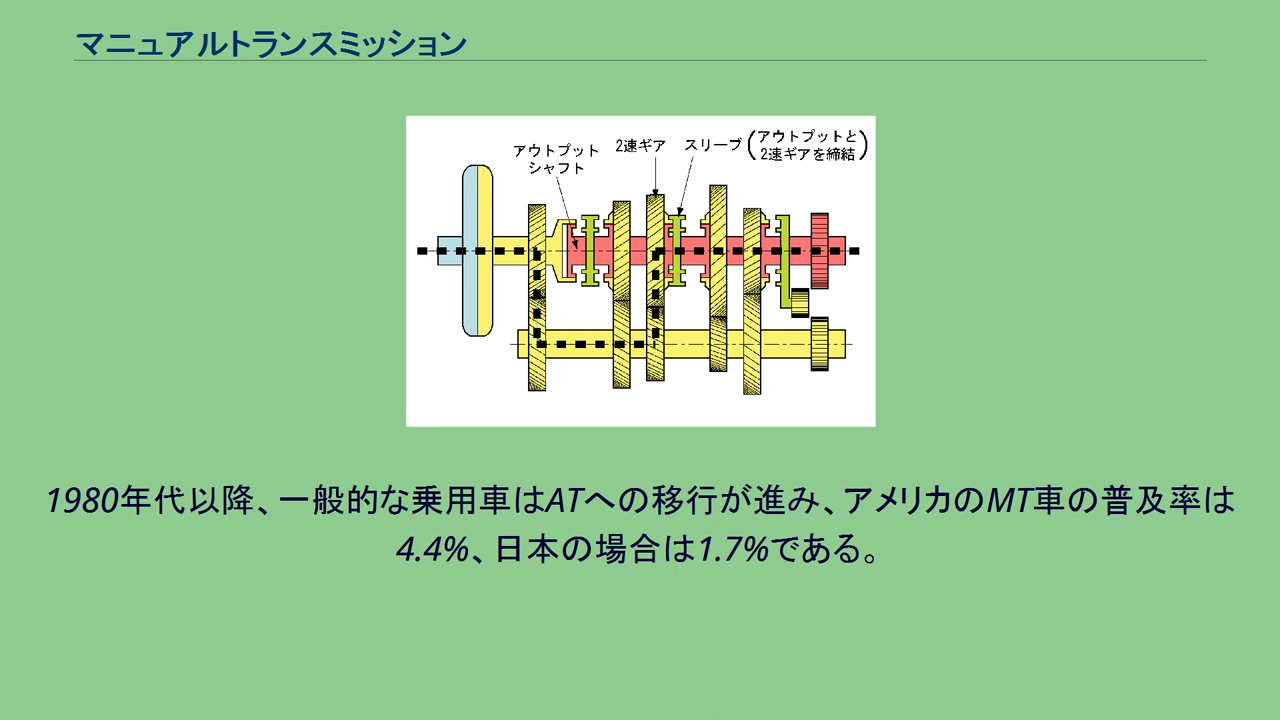 マニュアルトランスミッション
アウトプット
シャフト
2速ギア
スリーブ
(アウトプットと
2速ギアを締結)
1980年代以降、一般的な乗用車はATへの移行が進み、アメリカのMT車の普及率は
4.4%、日本の場合は1.7%である。